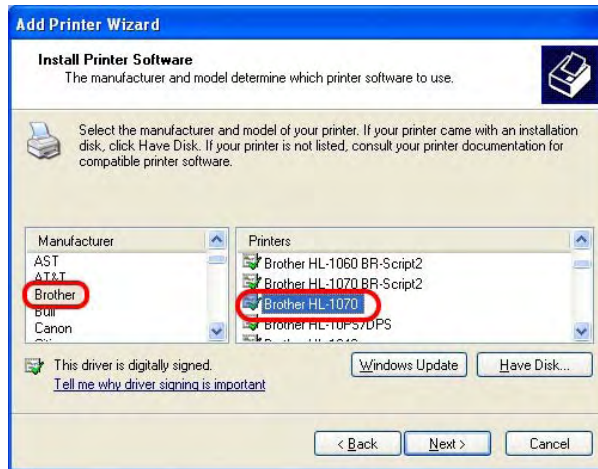 Add Printer Wizard
Install Printer Software
The manufacturer and model determine which printer software to use.
Select the manufacturer and model of your printer. If your printer came with an installation
disk, click Have Disk. If your printer is not listed, consult your printer documentation for
compatible printer software.
Manufacturer
AST
AT&T
Brother
Bull
Canon
Printers
Brother HL-1060 BR-Script2
Brother HL-1070 BR-Script2
Brother HL-1070
Brother HL-10PS7DPS
This driver is digitally signed.
Tell me why driver signing is important
Windows Update
Have Disk...
< Back
Next >
Cancel